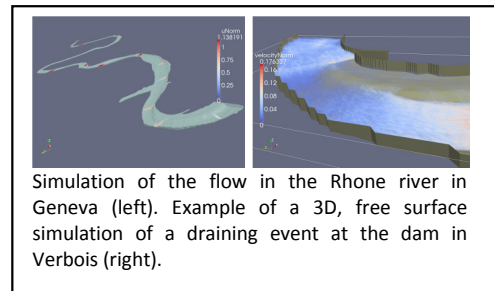 uNorm
1.138191
1
0.75
0.5
0.25
0
velocityNorm
0.176337
0.16
0.12
0.08
0.04
0
Simulation of the flow in the Rhone river in
Geneva (left). Example of a 3D, free surface
simulation of a draining event at the dam in
Verbois (right).